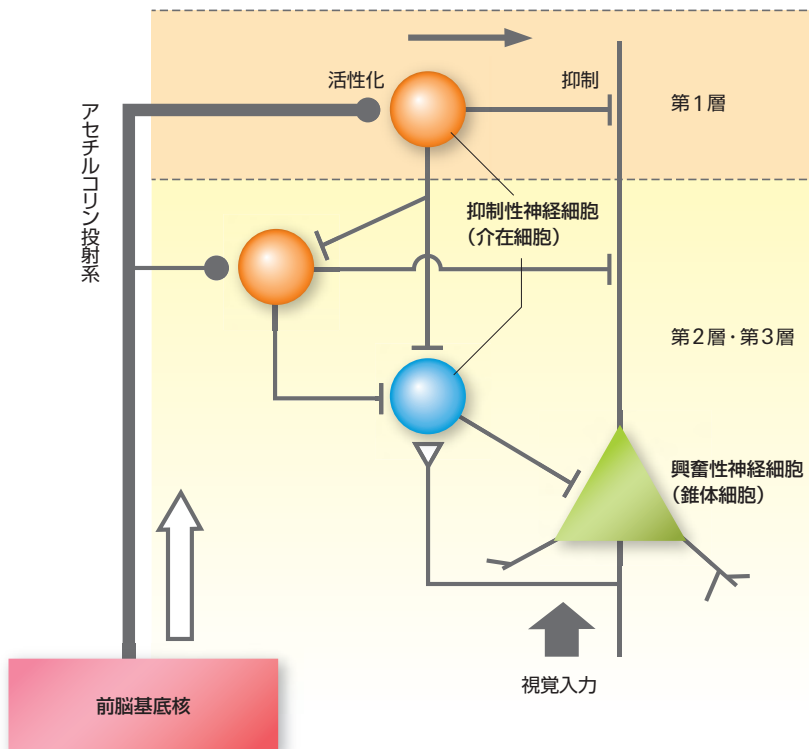 活性化
抑制
第1層
アセチルコリン投射系
抑制性神経細胞
（介在細胞）
第2層・第3層
興奮性神経細胞
（錐体細胞）
視覚入力
前脳基底核